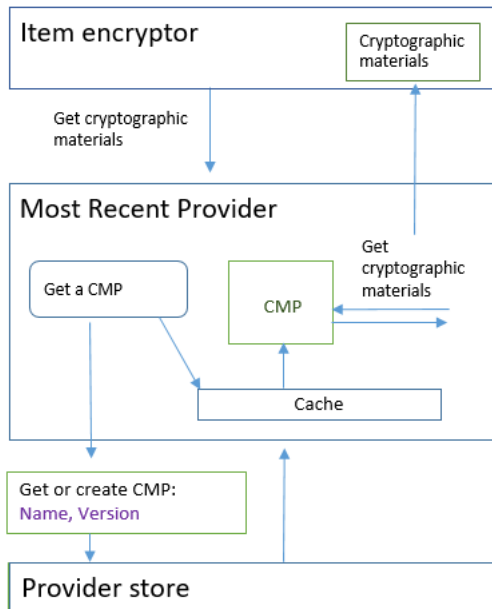 Item encryptor
Cryptographic
materials
Get cryptographic
materials
Most Recent Provider
Get
cryptographic
materials
Get a CMP
CMP
Cache
Get or create CMP:
Name, Version
Provider store